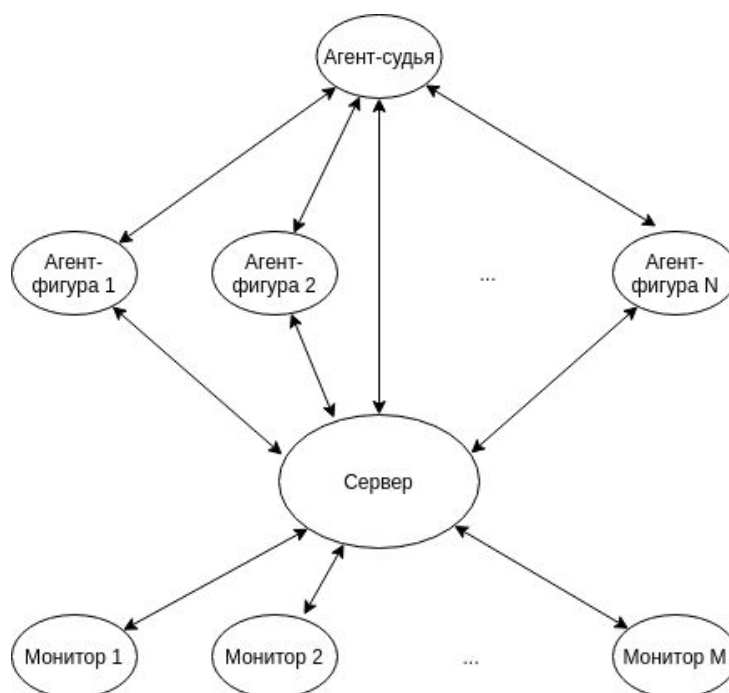 Агент-судья
Агент-
фигура 1
Агент-
фигура 2
...
Агент-
фигура N
Сервер
Монитор 1
Монитор 2
...
Монитор M